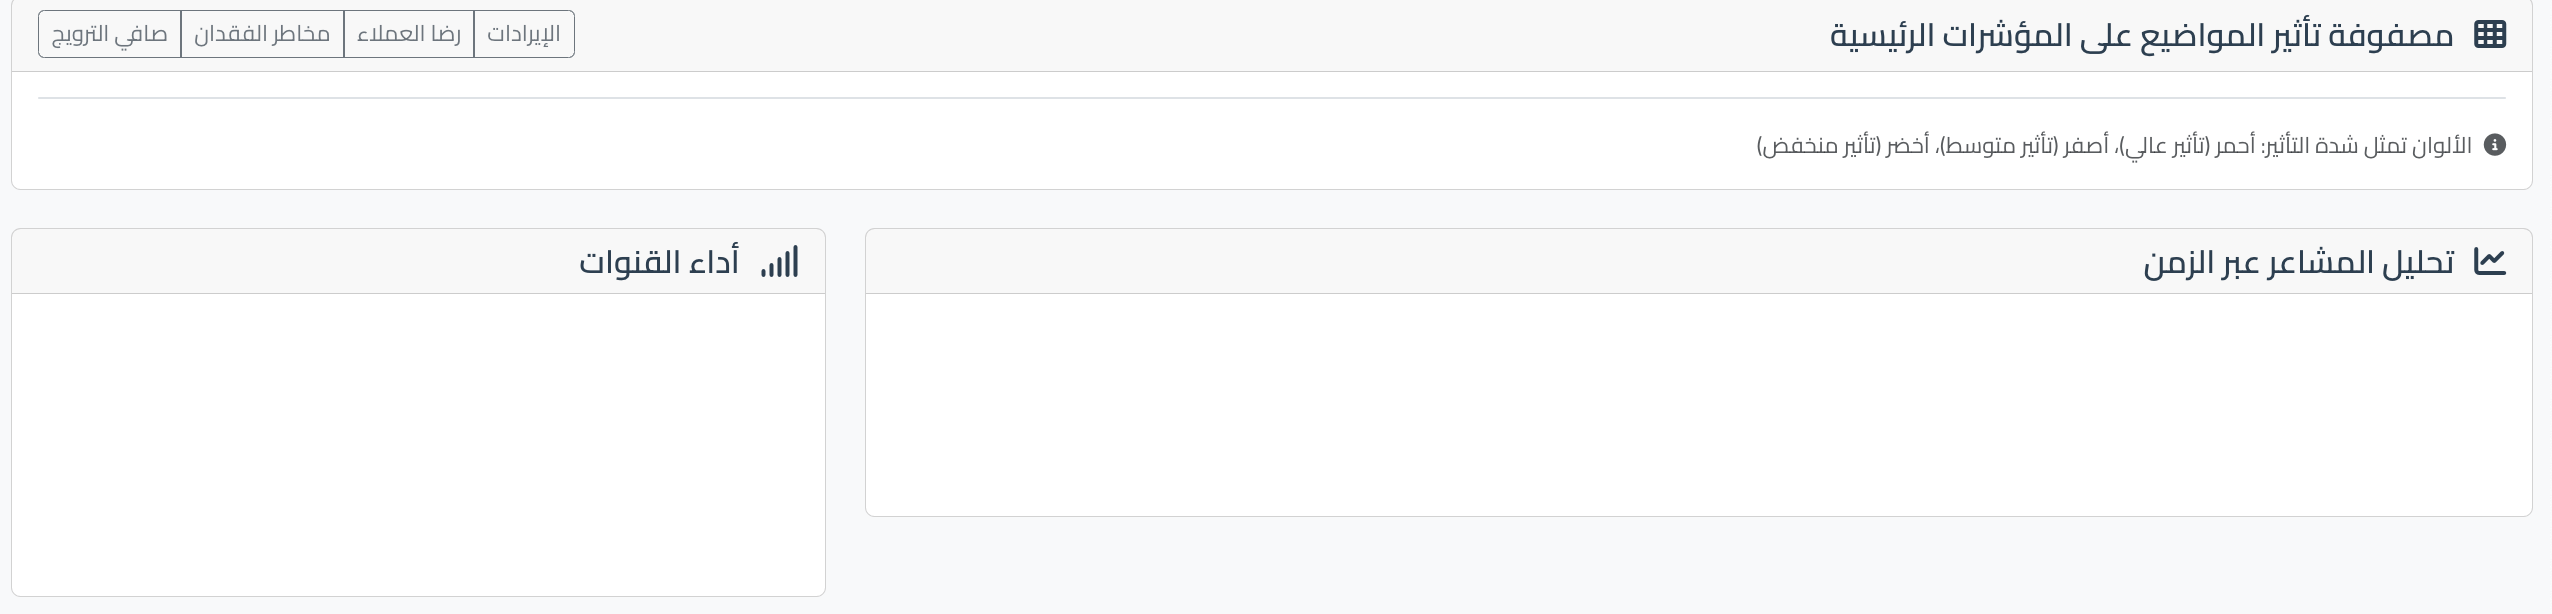 مصفوفة تأثير المواضيع على المؤشرات الرئيسية
الإيرادات
رضا العملاء
مخاطر الفقدان
صافي الترويج
الألوان تمثل شدة التأثير: أحمر (تأثير عالي)، أصفر (تأثير متوسط)، أخضر (تأثير منخفض)
تحليل المشاعر عبر الزمن
أداء القنوات